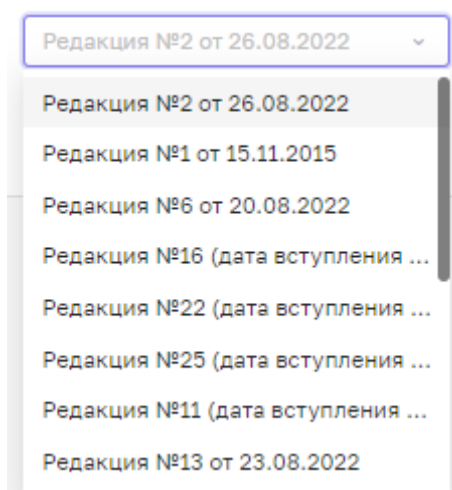 Редакция №2 от 26.08.2022
Редакция №2 от 26.08.2022
Редакция №1 от 15.11.2015
Редакция №6 от 20.08.2022
Редакция №16 (дата вступления ...
Редакция №22 (дата вступления ...
Редакция №25 (дата вступления ...
Редакция №11 (дата вступления ...
Редакция №13 от 23.08.2022